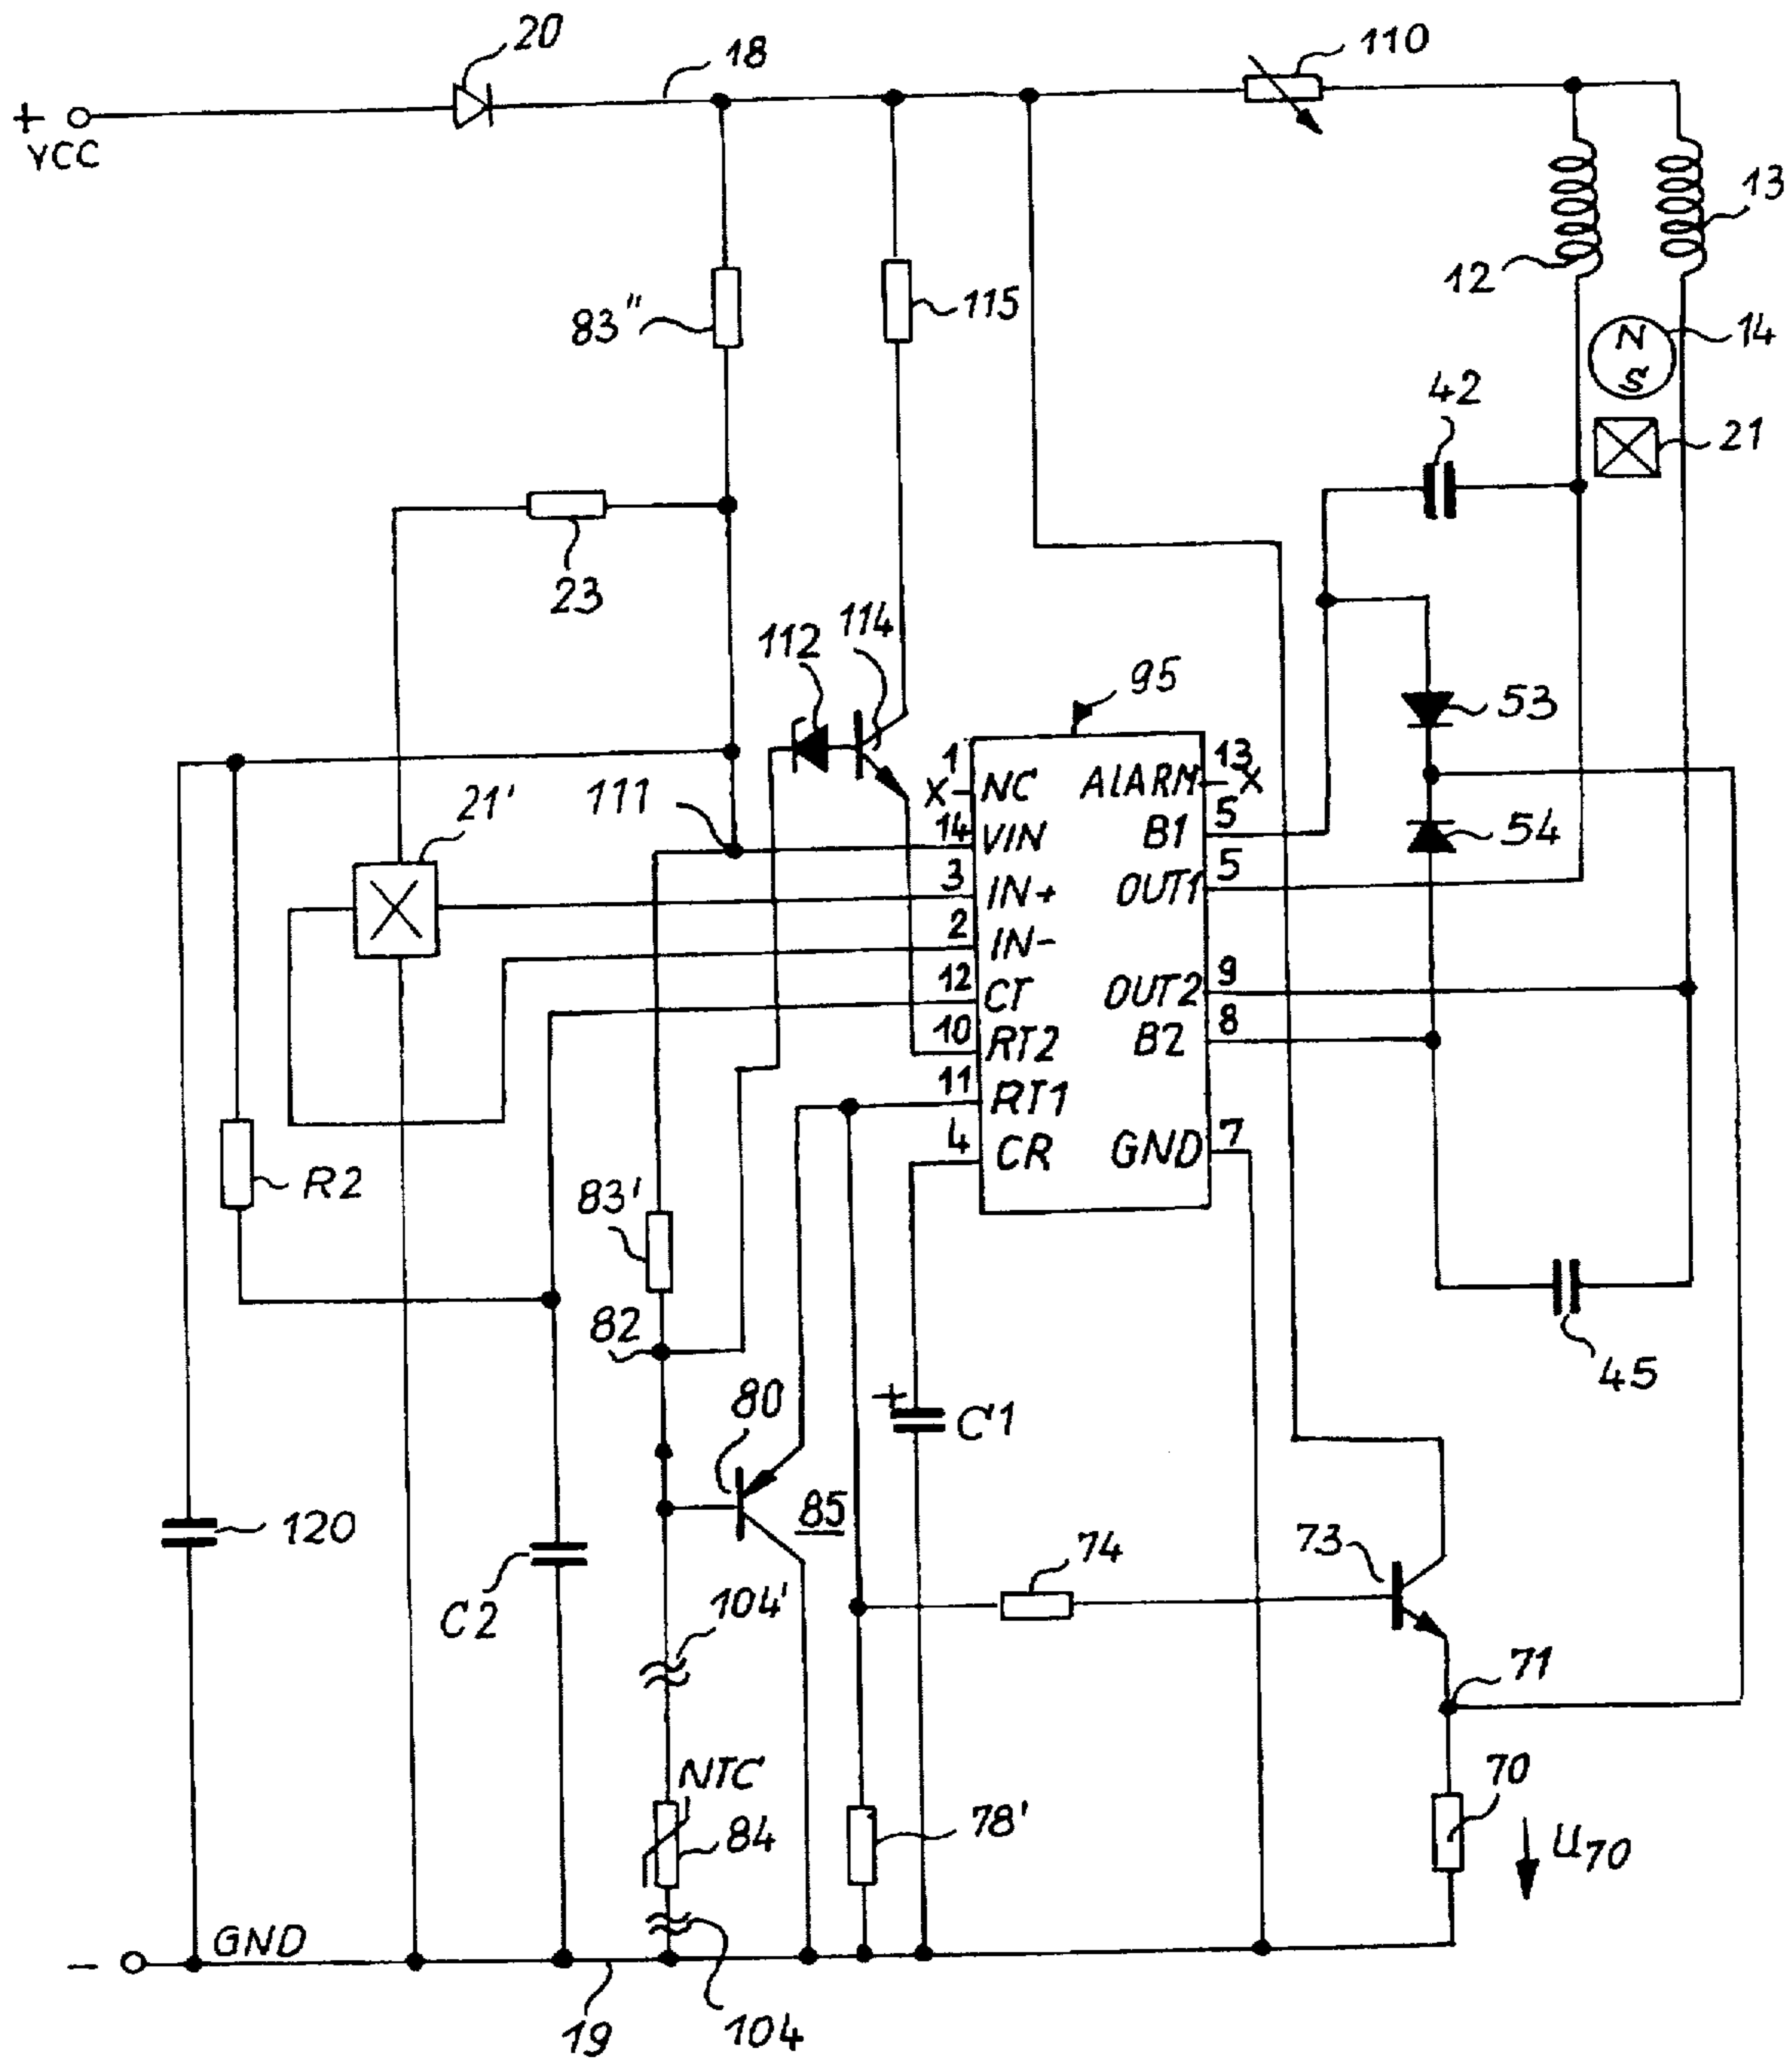 20
18
110
+
VCC
13
12
83"
115
14
N
S
42
21
23
112
114
95
53
1
X
NC
ALARM
13
X
111
21'
14
VIN
B1
5
54
3
IN+
OUT1
5
2
IN-
12
CT
OUT2
9
10
RT2
B2
8
11
RT1
4
CR
GND
7
R2
83'
82
45
80
+
C1
85
120
74
73
C2
104'
71
NTC
84
78'
70
U70
GND
-
19
104